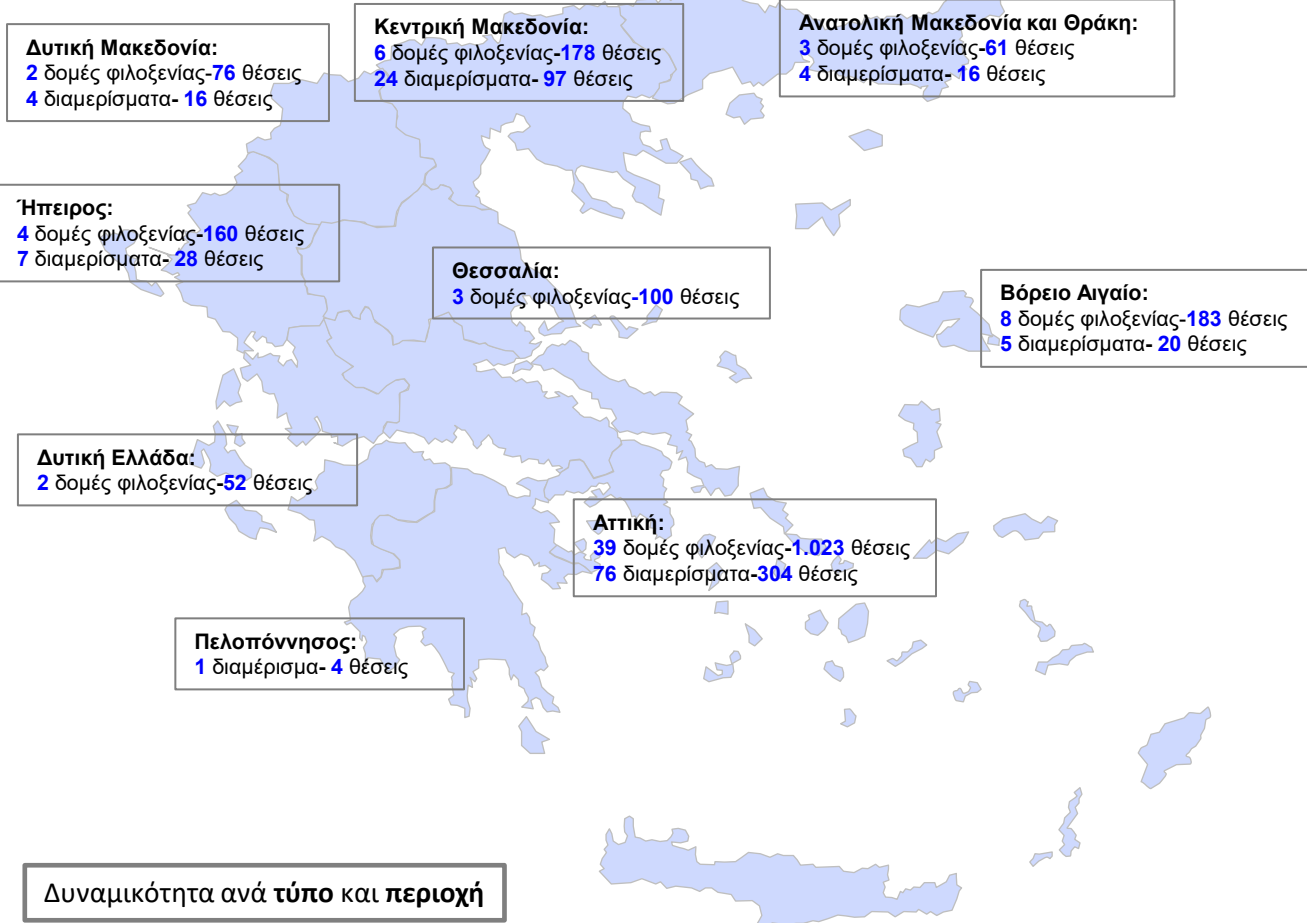 Δυτική Μακεδονία:
2 δομές φιλοξενίας-76 θέσεις
4 διαμερίσματα- 16 θέσεις
Κεντρική Μακεδονία:
6 δομές φιλοξενίας-178 θέσεις
24 διαμερίσματα- 97 θέσεις
Ανατολική Μακεδονία και Θράκη:
3 δομές φιλοξενίας-61 θέσεις
4 διαμερίσματα- 16 θέσεις
Ήπειρος:
4 δομές φιλοξενίας-160 θέσεις
7 διαμερίσματα- 28 θέσεις
Θεσσαλία:
3 δομές φιλοξενίας-100 θέσεις
Βόρειο Αιγαίο:
8 δομές φιλοξενίας-183 θέσεις
5 διαμερίσματα- 20 θέσεις
Δυτική Ελλάδα:
2 δομές φιλοξενίας-52 θέσεις
Αττική:
39 δομές φιλοξενίας-1.023 θέσεις
76 διαμερίσματα-304 θέσεις
Πελοπόννησος:
1 διαμέρισμα- 4 θέσεις
Δυναμικότητα ανά τύπο και περιοχή